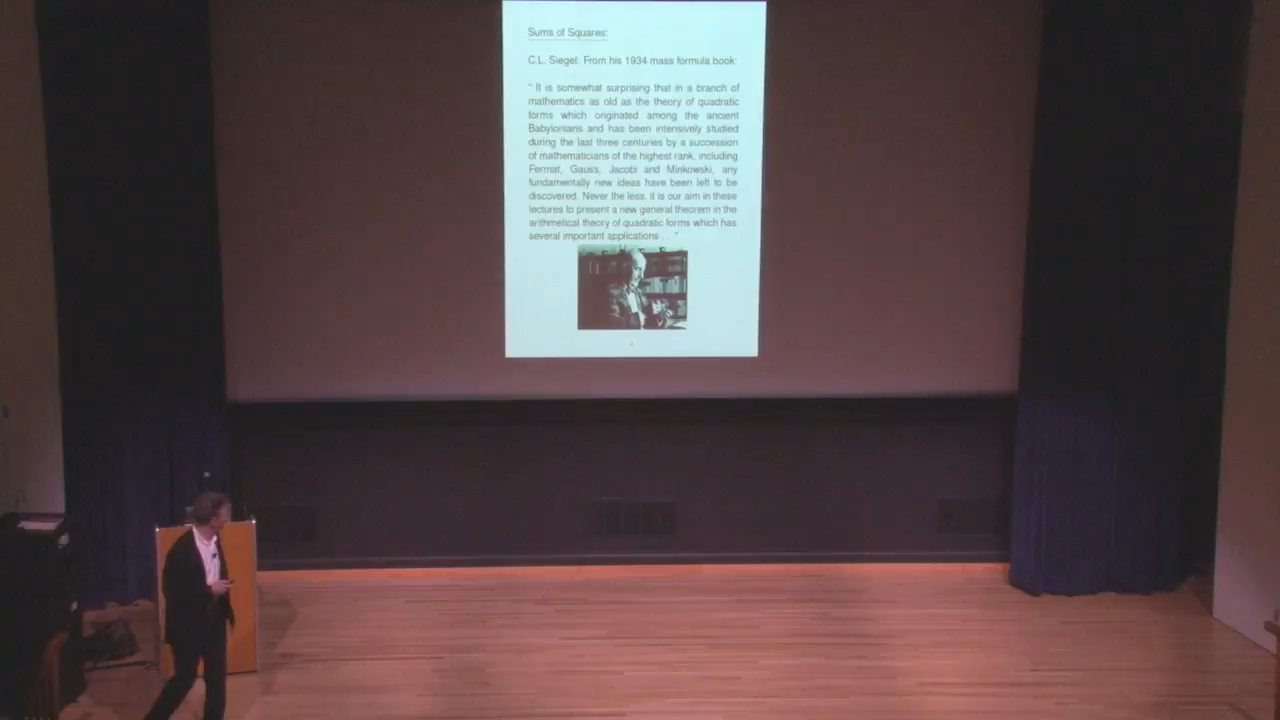 Sums of Squares:
C.L. Siegel: From his 1934 mass formula book:
“ It is somewhat surprising that in a branch of
mathematics as old as the theory of quadratic
forms which originated among the ancient
Babylonians and has been intensively studied
during the last three centuries by a succession
of mathematicians of the highest rank, including
Fermat, Gauss, Jacobi and Minkowski, any
fundamentally new ideas have been left to be
discovered. Never the less, it is our aim in these
lectures to present a new general theorem in the
arithmetical theory of quadratic forms which has
several important applications . . . ”